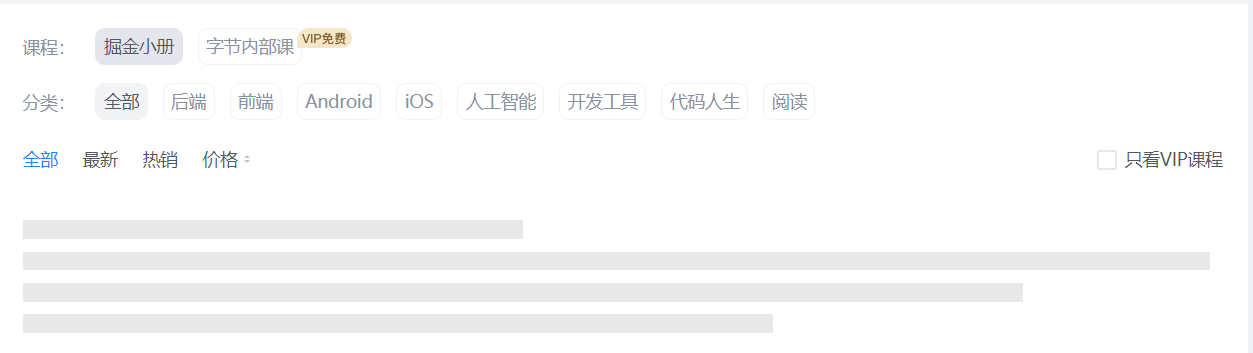 课程： 掘金小册 字节内部课 VIP免费
分类： 全部 后端 前端 Android iOS 人工智能 开发工具 代码人生 阅读
全部 最新 热销 价格 只看VIP课程